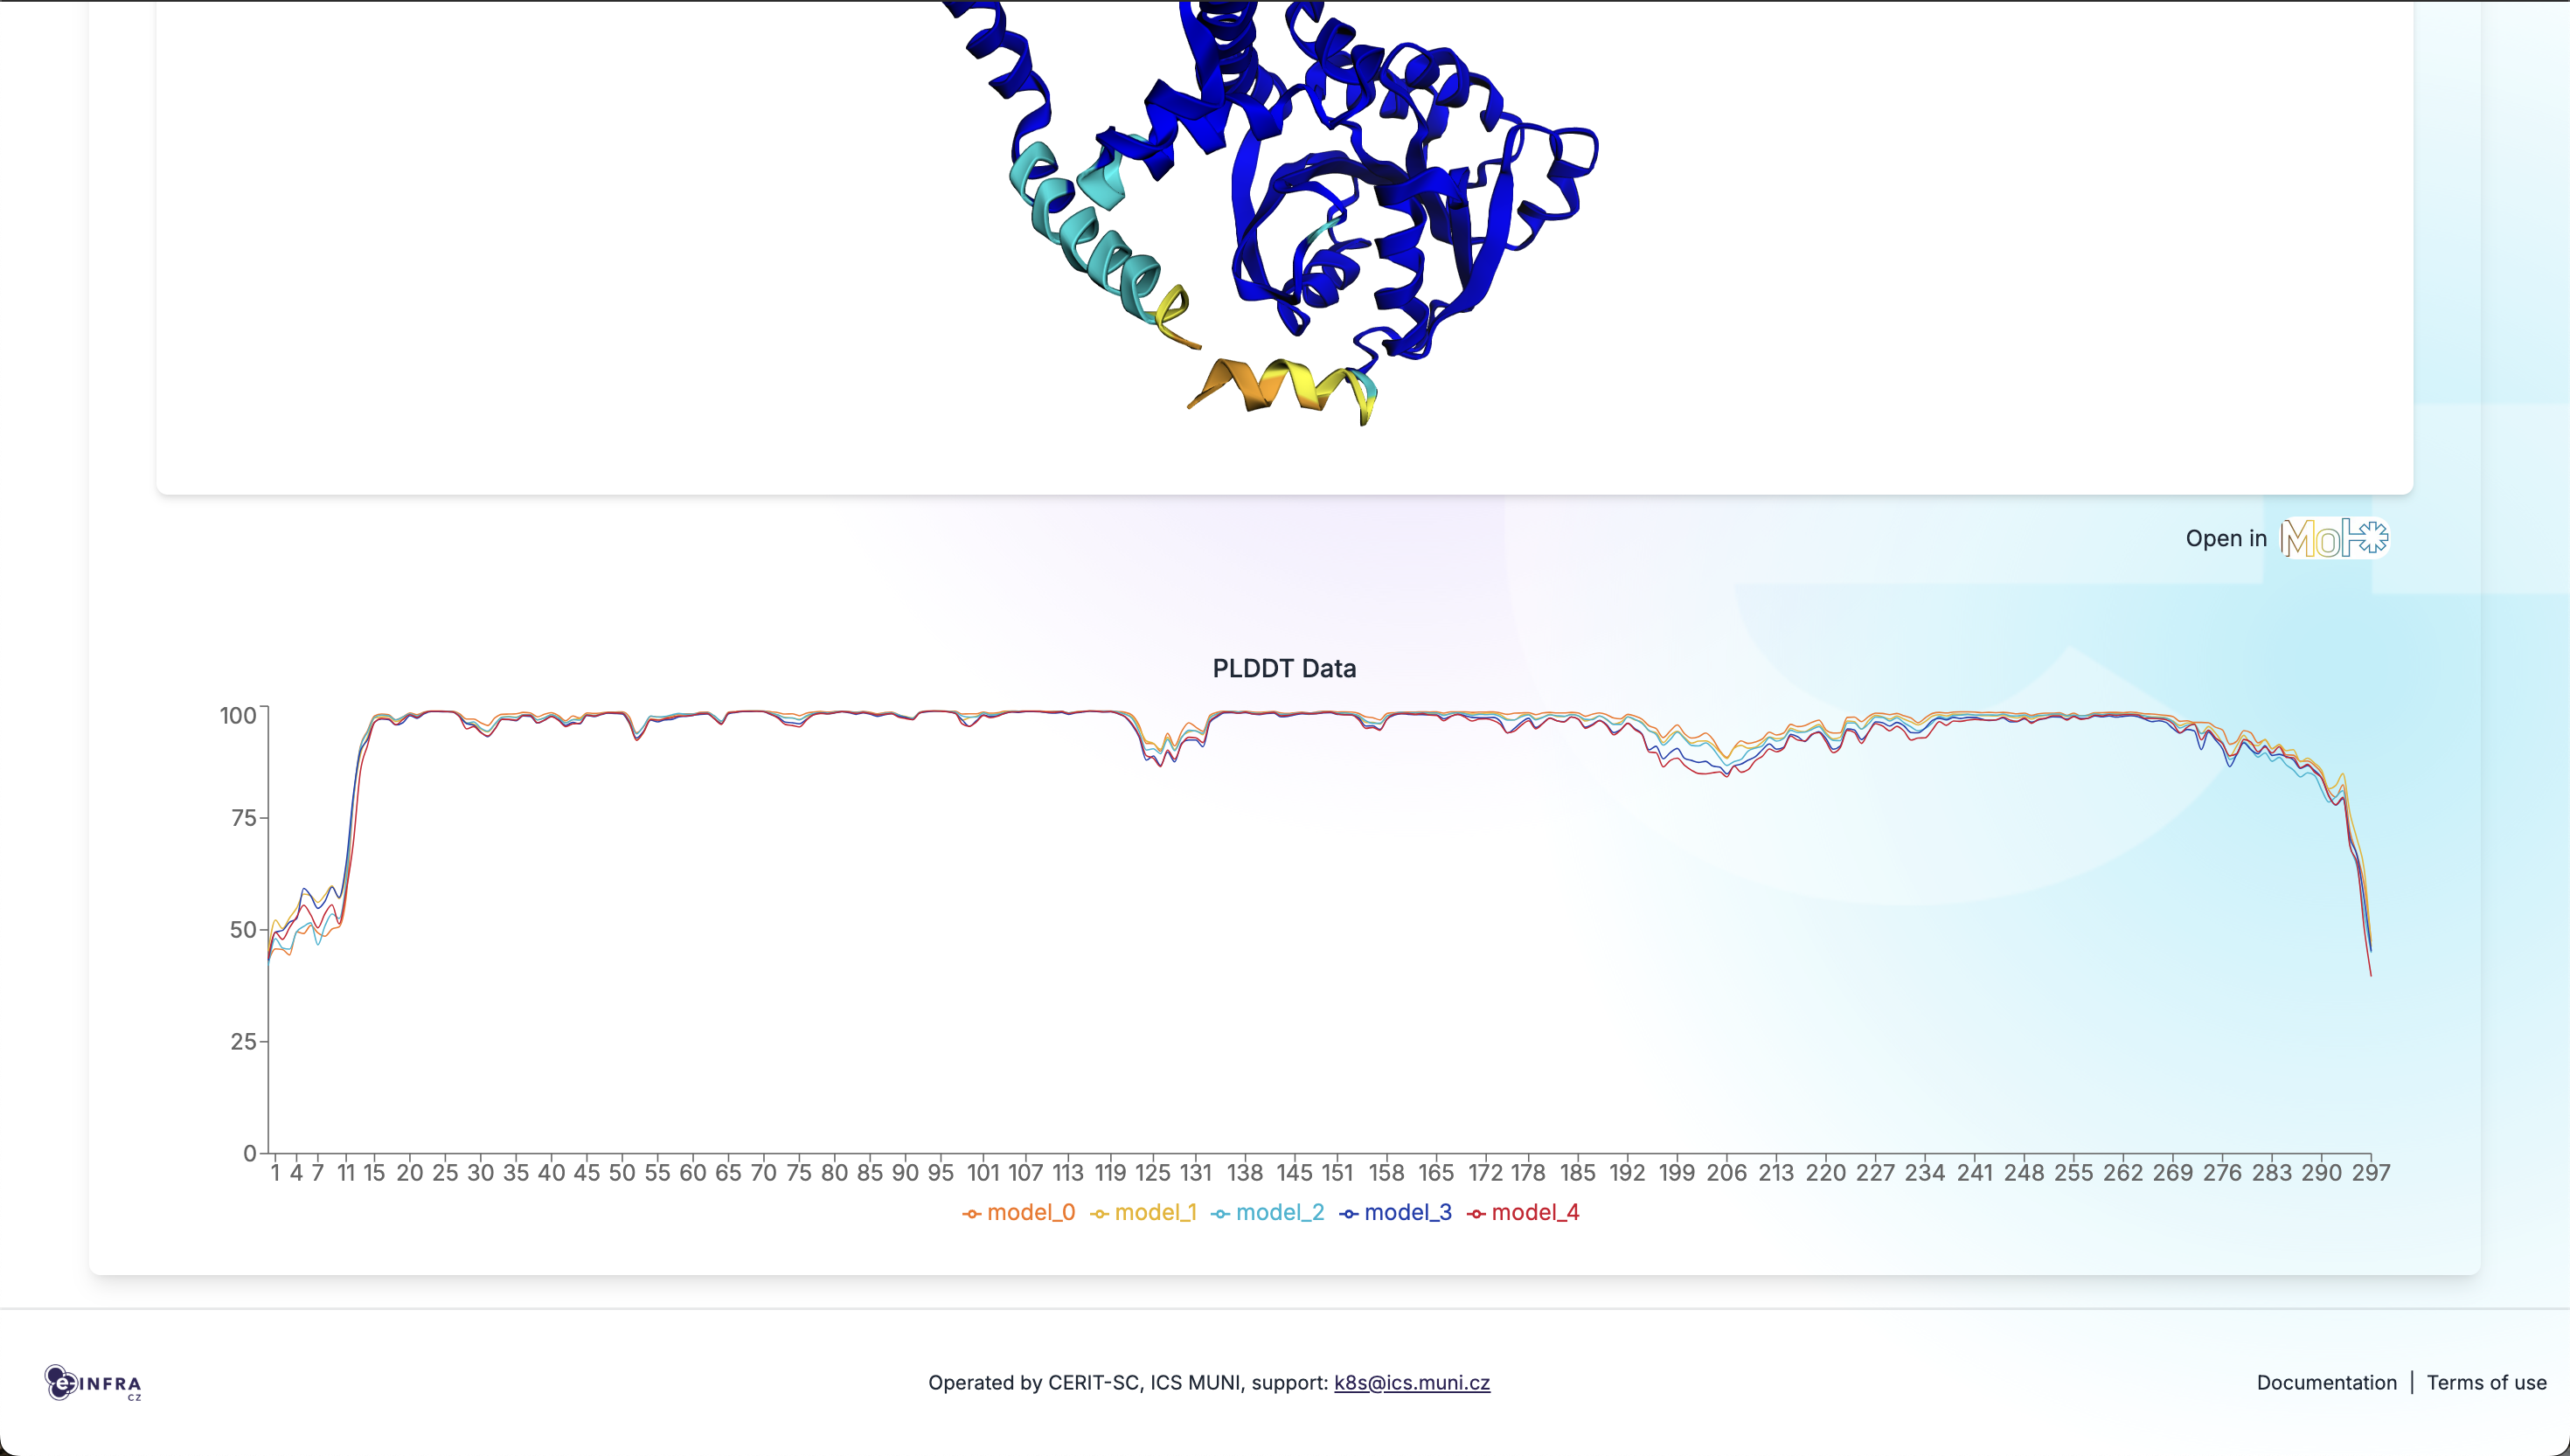 Open in Mol*
PLDDT Data
100
75
50
25
0
1 4 7 11 15 20 25 30 35 40 45 50 55 60 65 70 75 80 85 90 95 101 107 113 119 125 131 138 145 151 158 165 172 178 185 192 199 206 213 220 227 234 241 248 255 262 269 276 283 290 297
model_0 model_1 model_2 model_3 model_4
e INFRA
CZ
Operated by CERIT-SC, ICS MUNI, support: k8s@ics.muni.cz
Documentation | Terms of use